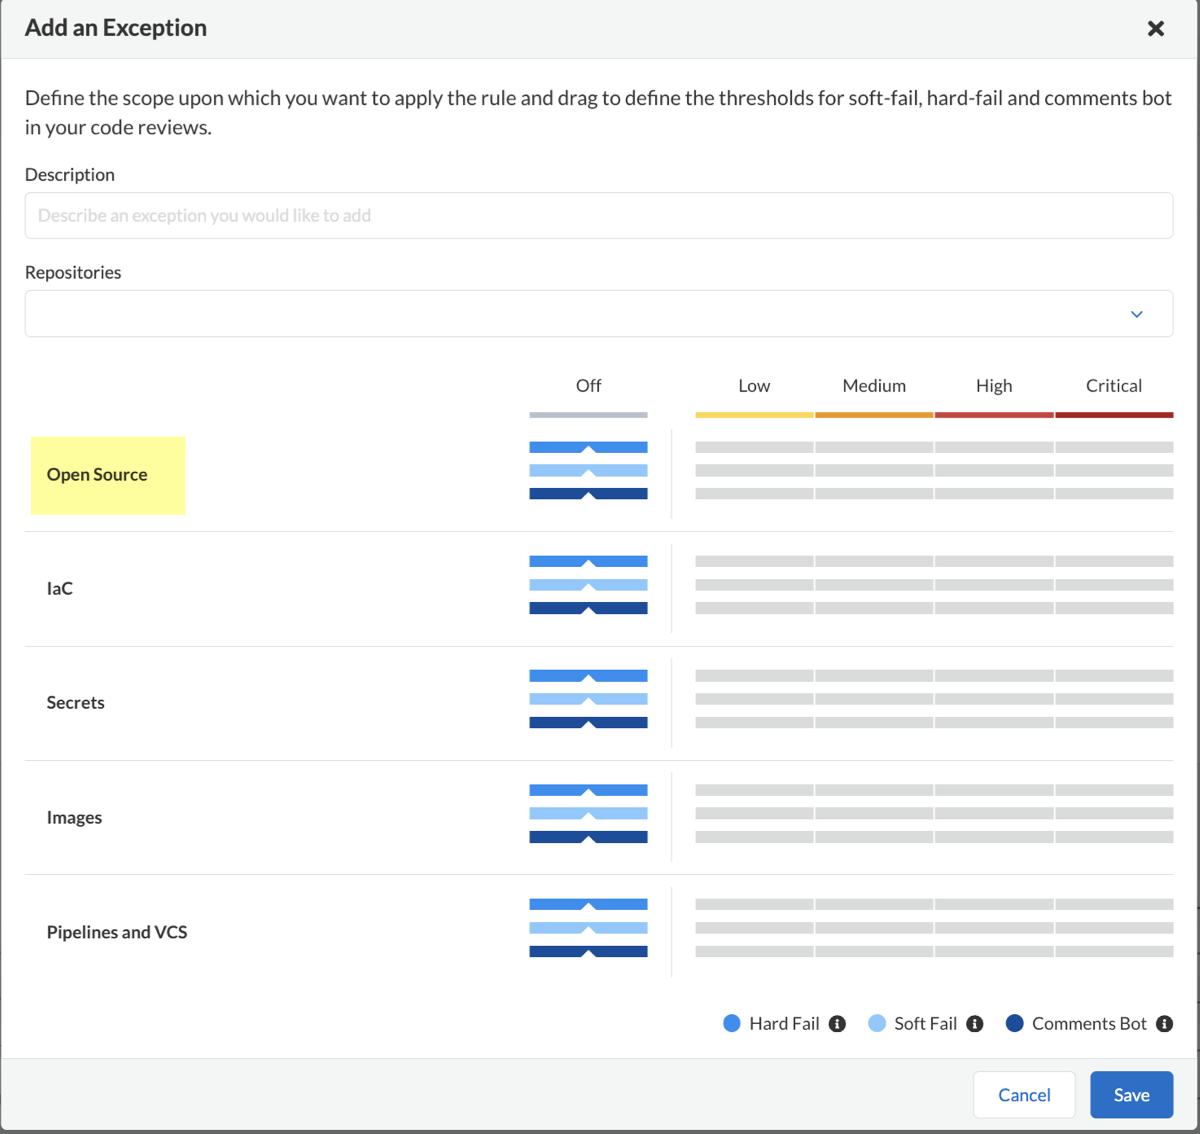 Add an Exception
Define the scope upon which you want to apply the rule and drag to define the thresholds for soft-fail, hard-fail and comments bot
in your code reviews.
Description
Describe an exception you would like to add
Repositories
Off Low Medium High Critical
Open Source
IaC
Secrets
Images
Pipelines and VCS
Hard Fail Soft Fail Comments Bot
Cancel Save